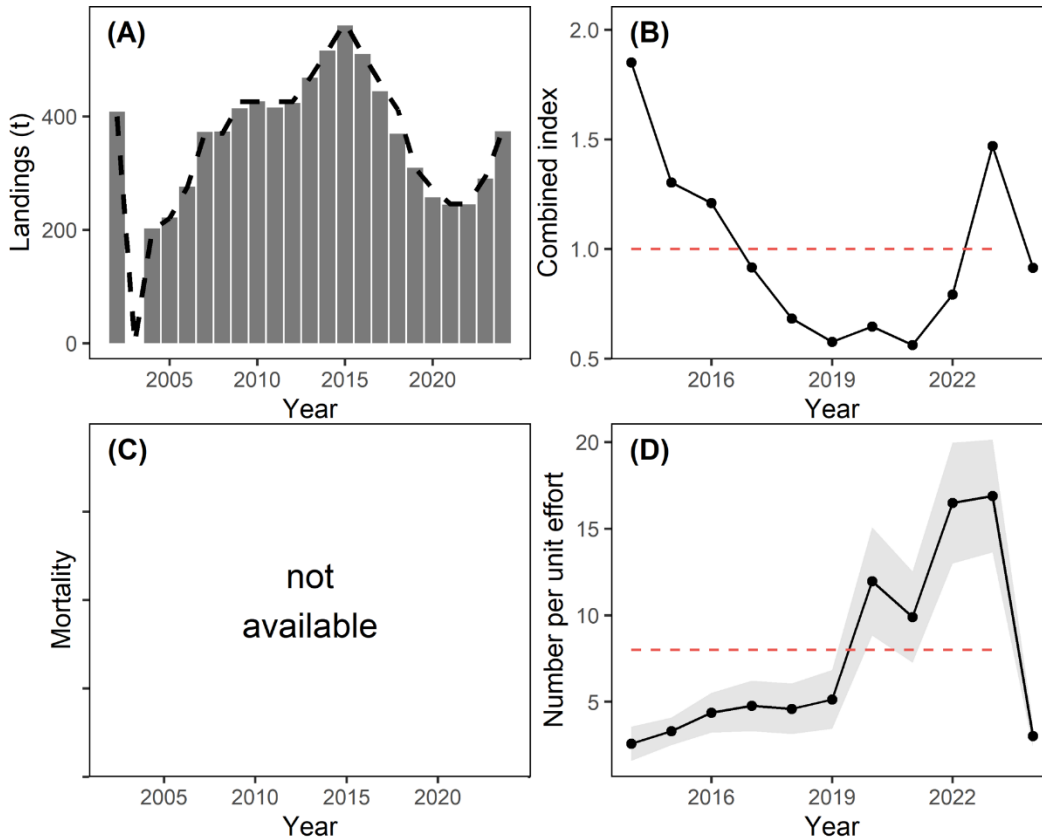 (A)
Landings (t)
400
200
0
2005 2010 2015 2020
Year
(B)
Combined index
2.0
1.5
1.0
0.5
2016 2019 2022
Year
(C)
Mortality
not
available
2005 2010 2015 2020
Year
(D)
Number per unit effort
20
15
10
5
2016 2019 2022
Year